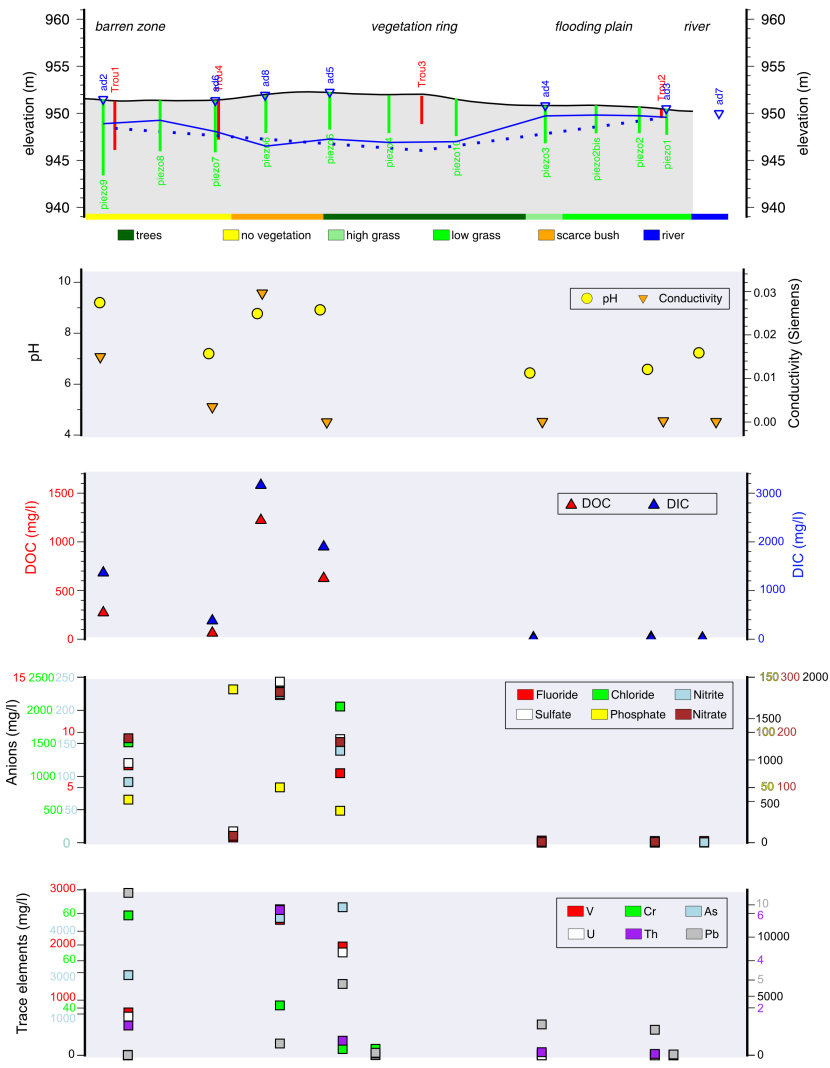 barren zone vegetation ring flooding plain river
960 960
955 955
950 950
945 945
940 940
elevation (m) elevation (m)
ad2 Trou1 ad6 Trou4 ad8 ad5 Trou3 ad4 Trou2 ad3 ad7
piezo9 piezo8 piezo7 piezo6 piezo5 piezo4 piezo10 piezo3 piezo2bis piezo2 piezo1
trees no vegetation high grass low grass scarce bush river
pH Conductivity
10
8
6
4
pH
0.03
0.02
0.01
0.00
Conductivity (Siemens)
DOC DIC
1500 3000
1000 2000
500 1000
0 0
DOC (mg/l) DIC (mg/l)
Fluoride Chloride Nitrite
Sulfate Phosphate Nitrate
15 2500 250 150 300 2000
2000
1500
10 100 200
1500 150
1000
1000 100
5 50 100
500
500 50
0 0
Anions (mg/l)
V Cr As
U Th Pb
3000
10
60 6
4000 10000
2000
60 4
3000 5
1000 5000
40 2
1000
0 0
Trace elements (mg/l)